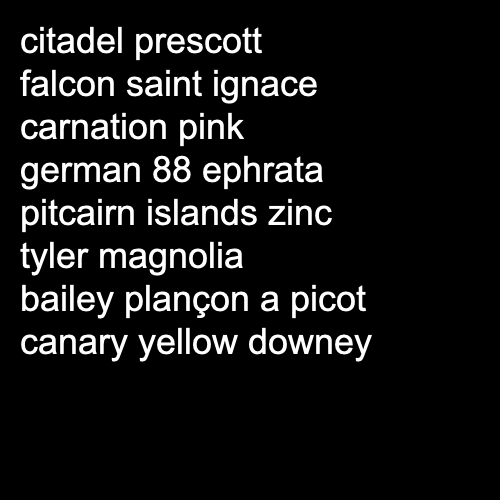 citadel prescott
falcon saint ignace
carnation pink
german 88 ephrata
pitcairn islands zinc
tyler magnolia
bailey plançon a picot
canary yellow downey